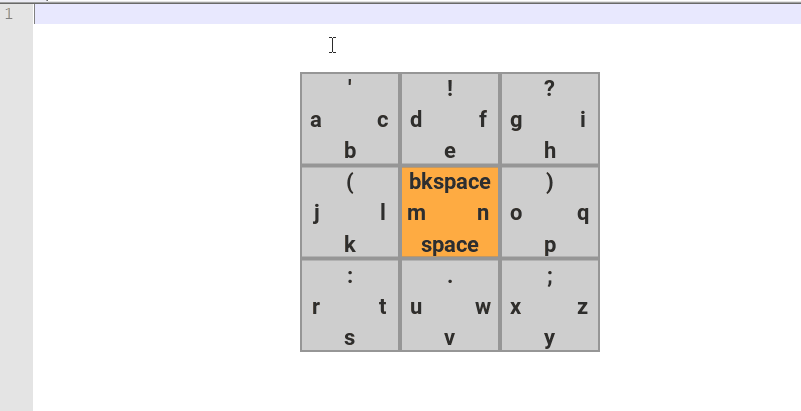 1
' ! ?
a c d f g i
b e h
( bkspace )
j l m n o q
k space p
: . ;
r t u w x z
s v y